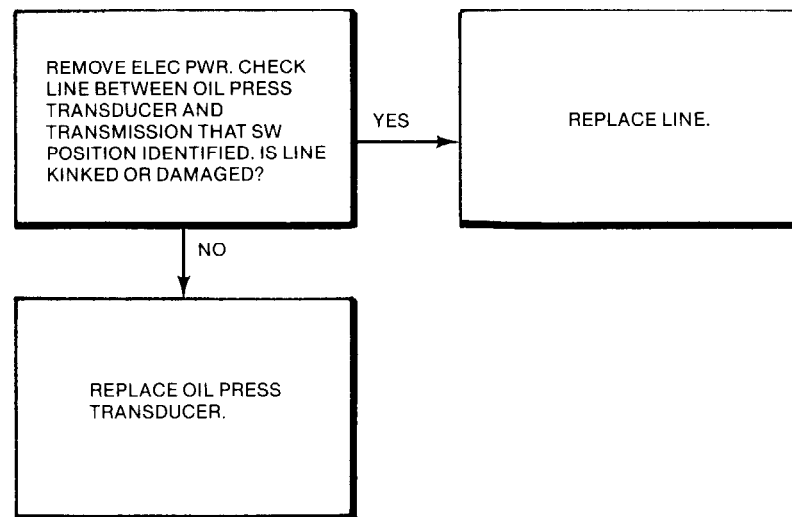 REMOVE ELEC PWR. CHECK
LINE BETWEEN OIL PRESS
TRANSDUCER AND
TRANSMISSION THAT SW
POSITION IDENTIFIED. IS LINE
KINKED OR DAMAGED?
YES
REPLACE LINE.
NO
REPLACE OIL PRESS
TRANSDUCER.